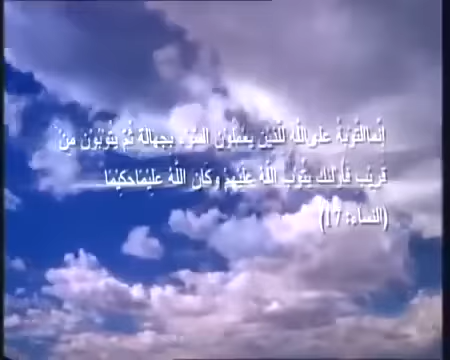 إنما التوبة على الله للذين يعملون السوء بجهالة ثم يتوبون من
قريب فأولئك يتوب الله عليهم وكان الله عليما حكيما
(النساء: 17)